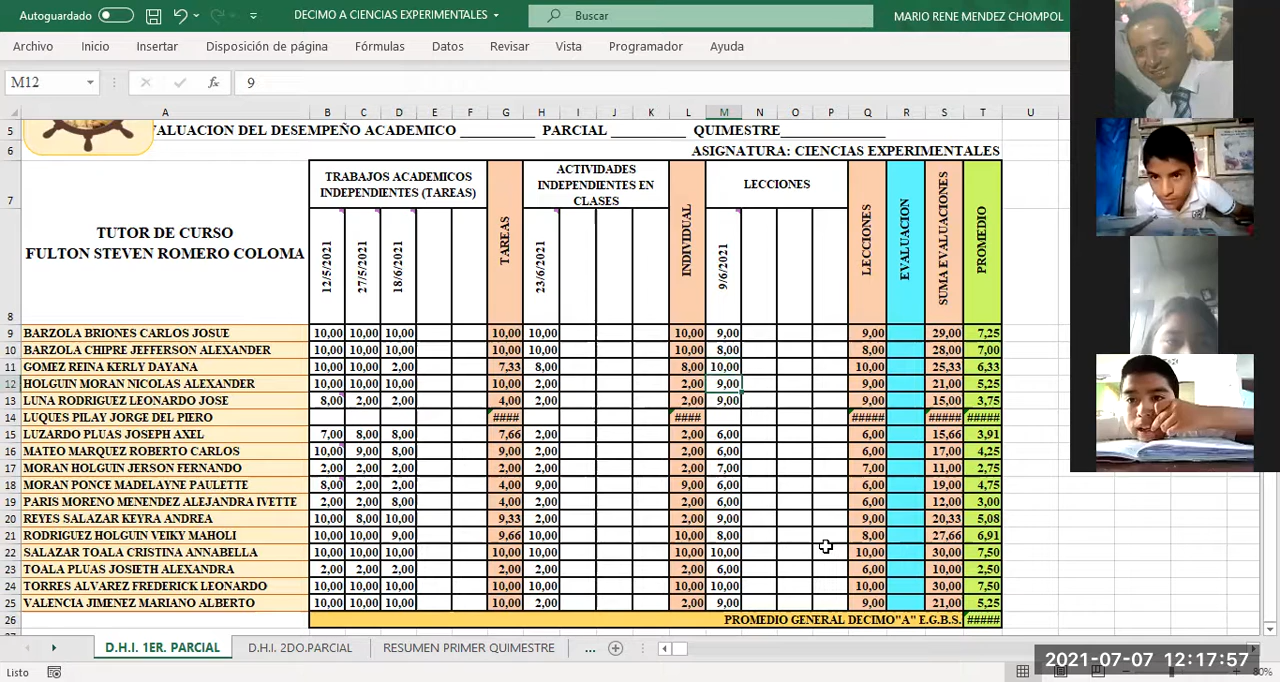 Autoguardado DECIMO A CIENCIAS EXPERIMENTALES Buscar MARIO RENE MENDEZ CHOMPOL
Archivo Inicio Insertar Disposición de página Fórmulas Datos Revisar Vista Programador Ayuda
M12 fx 9
A B C D E F G H I J K L M N O P Q R S T U
5 VALUACION DEL DESEMPEÑO ACADEMICO __________ PARCIAL __________ QUIMESTRE______________
6 ASIGNATURA: CIENCIAS EXPERIMENTALES
7
TRABAJOS ACADEMICOS
INDEPENDIENTES (TAREAS)
TAREAS
ACTIVIDADES
INDEPENDIENTES EN
CLASES
INDIVIDUAL
LECCIONES
LECCIONES
EVALUACION
SUMA EVALUACIONES
PROMEDIO
TUTOR DE CURSO
FULTON STEVEN ROMERO COLOMA
8
12/5/2021 27/5/2021 18/6/2021 23/6/2021 9/6/2021
9 BARZOLA BRIONES CARLOS JOSUE 10,00 10,00 10,00 10,00 10,00 10,00 9,00 9,00 29,00 7,25
10 BARZOLA CHIPRE JEFFERSON ALEXANDER 10,00 10,00 10,00 10,00 10,00 10,00 8,00 8,00 28,00 7,00
11 GOMEZ REINA KERLY DAYANA 10,00 10,00 2,00 7,33 8,00 8,00 10,00 10,00 25,33 6,33
12 HOLGUIN MORAN NICOLAS ALEXANDER 10,00 10,00 10,00 10,00 2,00 2,00 9,00 9,00 21,00 5,25
13 LUNA RODRIGUEZ LEONARDO JOSE 8,00 2,00 2,00 4,00 2,00 2,00 9,00 9,00 15,00 3,75
14 LUQUES PILAY JORGE DEL PIERO #### #### ##### ##### #####
15 LUZARDO PLUAS JOSEPH AXEL 7,00 8,00 8,00 7,66 2,00 2,00 6,00 6,00 15,66 3,91
16 MATEO MARQUEZ ROBERTO CARLOS 10,00 9,00 8,00 9,00 2,00 2,00 6,00 6,00 17,00 4,25
17 MORAN HOLGUIN JERSON FERNANDO 2,00 2,00 2,00 2,00 2,00 2,00 7,00 7,00 11,00 2,75
18 MORAN PONCE MADELAYNE PAULETTE 8,00 2,00 2,00 4,00 9,00 9,00 6,00 6,00 19,00 4,75
19 PARIS MORENO MENENDEZ ALEJANDRA IVETTE 2,00 2,00 8,00 4,00 2,00 2,00 6,00 6,00 12,00 3,00
20 REYES SALAZAR KEYRA ANDREA 10,00 8,00 10,00 9,33 2,00 2,00 9,00 9,00 20,33 5,08
21 RODRIGUEZ HOLGUIN VEIKY MAHOLI 10,00 10,00 9,00 9,66 10,00 10,00 8,00 8,00 27,66 6,91
22 SALAZAR TOALA CRISTINA ANNABELLA 10,00 10,00 10,00 10,00 10,00 10,00 10,00 10,00 30,00 7,50
23 TOALA PLUAS JOSIETH ALEXANDRA 2,00 2,00 2,00 2,00 2,00 2,00 6,00 6,00 10,00 2,50
24 TORRES ALVAREZ FREDERICK LEONARDO 10,00 10,00 10,00 10,00 10,00 10,00 10,00 10,00 30,00 7,50
25 VALENCIA JIMENEZ MARIANO ALBERTO 10,00 10,00 10,00 10,00 2,00 2,00 9,00 9,00 21,00 5,25
26 PROMEDIO GENERAL DECIMO"A" E.G.B.S. #####
D.H.I. 1ER. PARCIAL D.H.I. 2DO.PARCIAL RESUMEN PRIMER QUIMESTRE ...
Listo 2021-07-07 12:17:57 80%